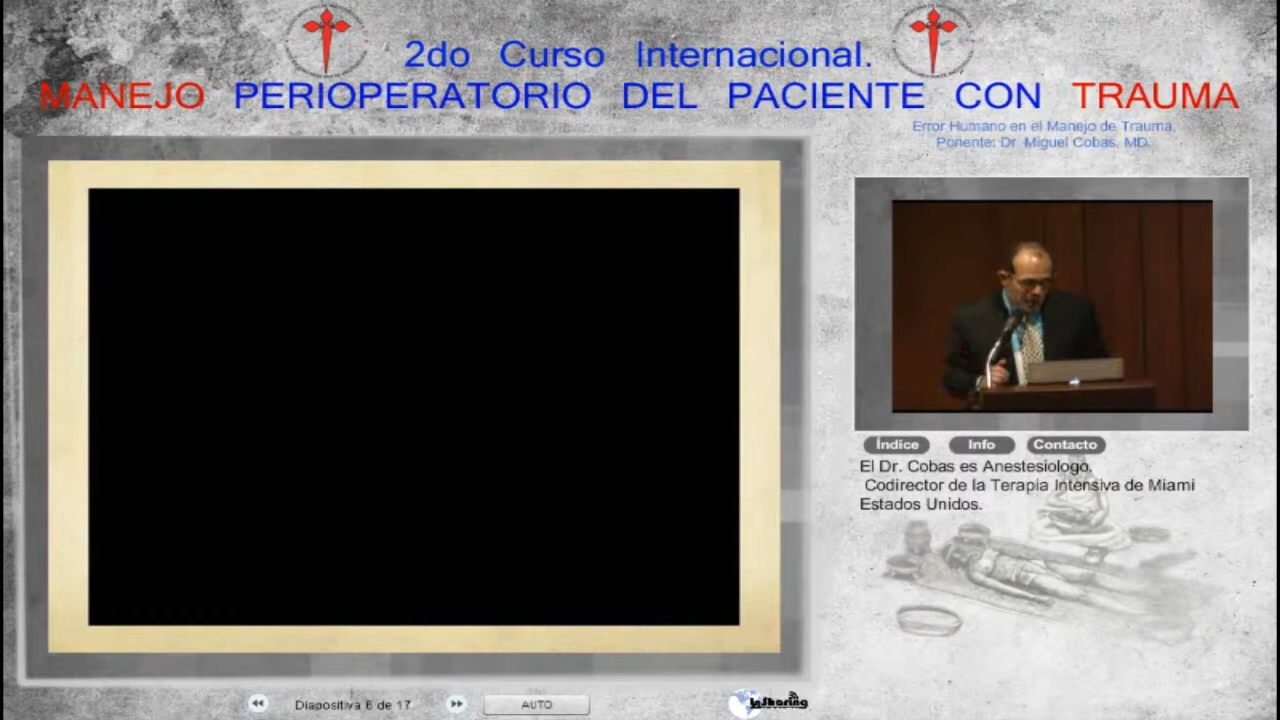 2do Curso Internacional.
MANEJO PERIOPERATORIO DEL PACIENTE CON TRAUMA
Error Humano en el Manejo de Trauma.
Ponente: Dr. Miguel Cobas, MD.
Índice Info Contacto
El Dr. Cobas es Anestesiologo.
Codirector de la Terapia Intensiva de Miami
Estados Unidos.
Diapositiva 6 de 17
AUTO
InSharing